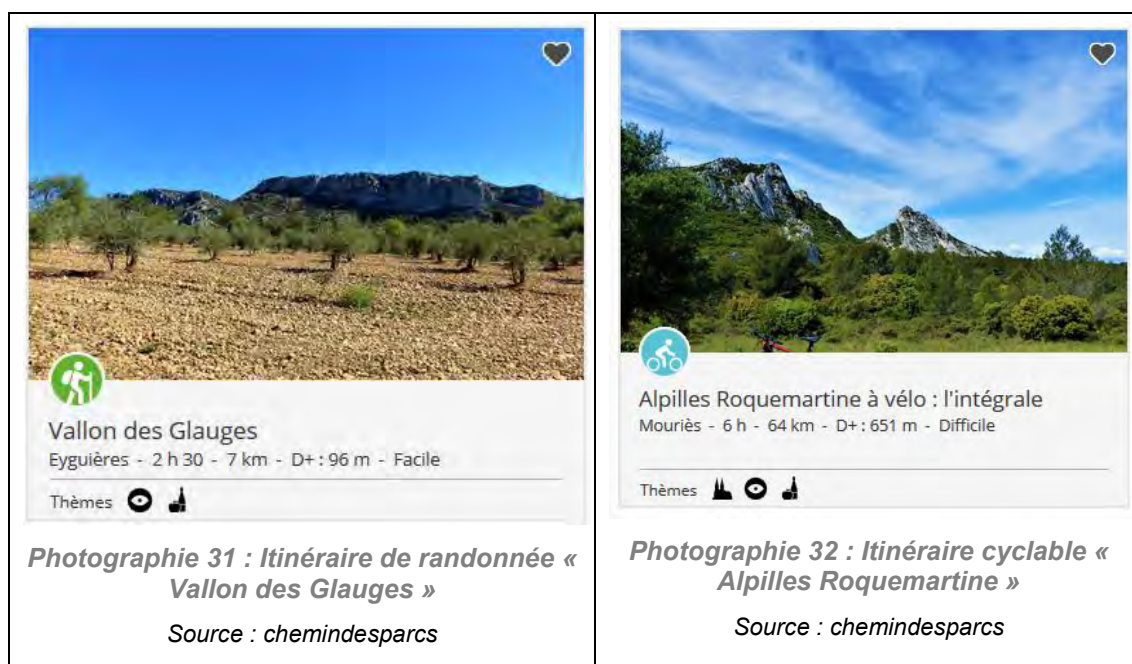 Vallon des Glauges
Eyguières - 2 h 30 - 7 km - D+ : 96 m - Facile
Thèmes
Photographie 31 : Itinéraire de randonnée «
Vallon des Glauges »
Source : chemindesparcs
Alpilles Roquemartine à vélo : l'intégrale
Mouriès - 6 h - 64 km - D+ : 651 m - Difficile
Thèmes
Photographie 32 : Itinéraire cyclable «
Alpilles Roquemartine »
Source : chemindesparcs